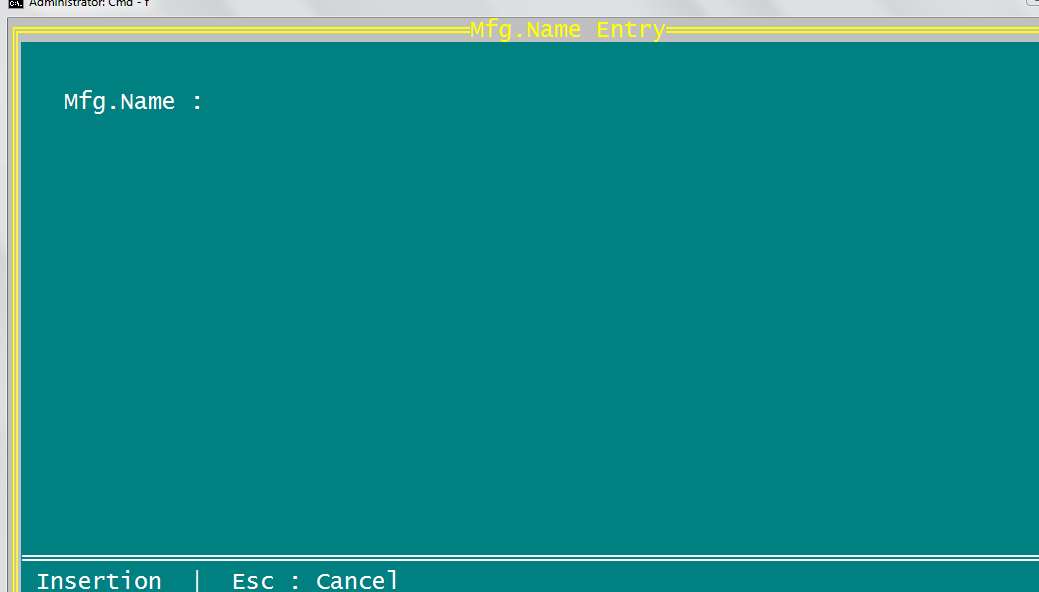 Administrator: Cmd - f
Mfg.Name Entry
Mfg.Name :
Insertion | Esc : Cancel